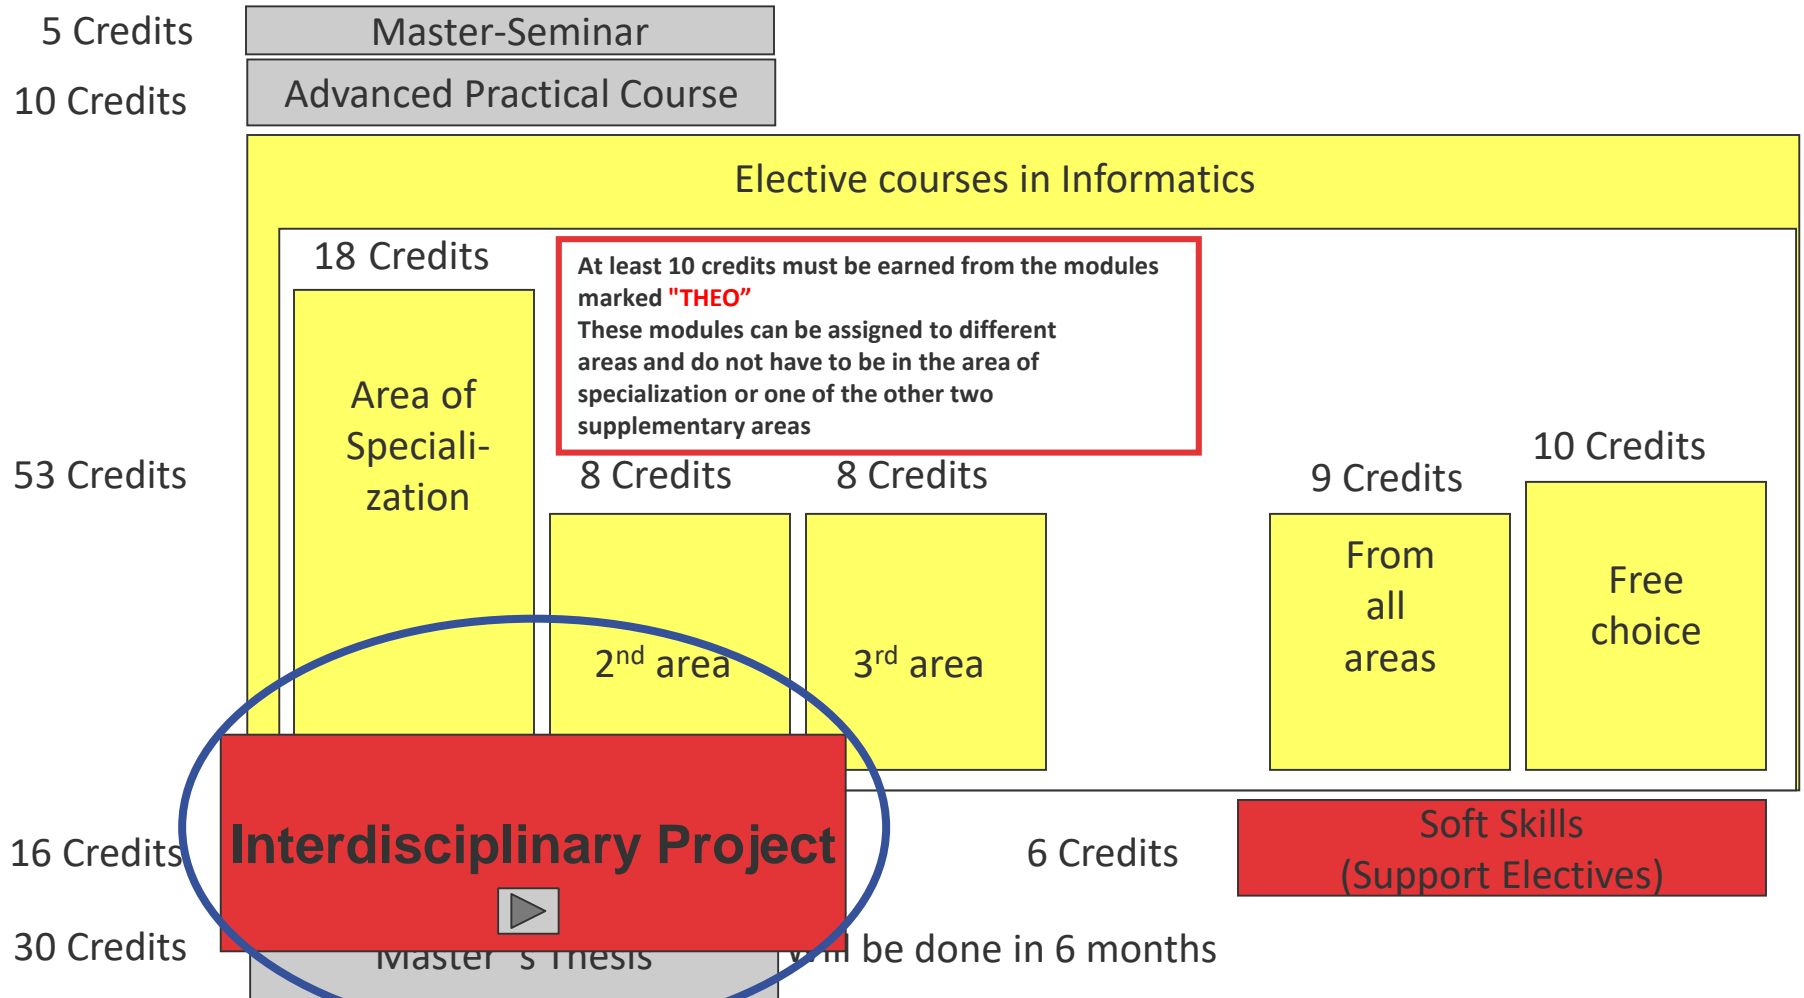 5 Credits
Master-Seminar
10 Credits
Advanced Practical Course
Elective courses in Informatics
18 Credits
At least 10 credits must be earned from the modules
marked "THEO”
These modules can be assigned to different
areas and do not have to be in the area of
specialization or one of the other two
supplementary areas
Area of
Speciali-
zation
53 Credits
8 Credits
8 Credits
9 Credits
10 Credits
2nd area
3rd area
From
all
areas
Free
choice
16 Credits
Interdisciplinary Project
6 Credits
Soft Skills
(Support Electives)
30 Credits
Master´s Thesis
Will be done in 6 months